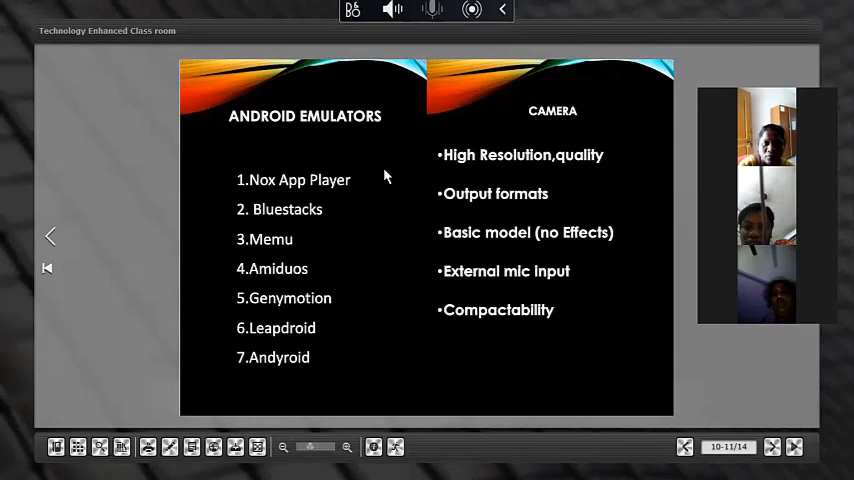 Technology Enhanced Class room
ANDROID EMULATORS
1.Nox App Player
2. Bluestacks
3.Memu
4.Amiduos
5.Genymotion
6.Leapdroid
7.Andyroid
CAMERA
•High Resolution,quality
•Output formats
•Basic model (no Effects)
•External mic input
•Compactability
10-11/14